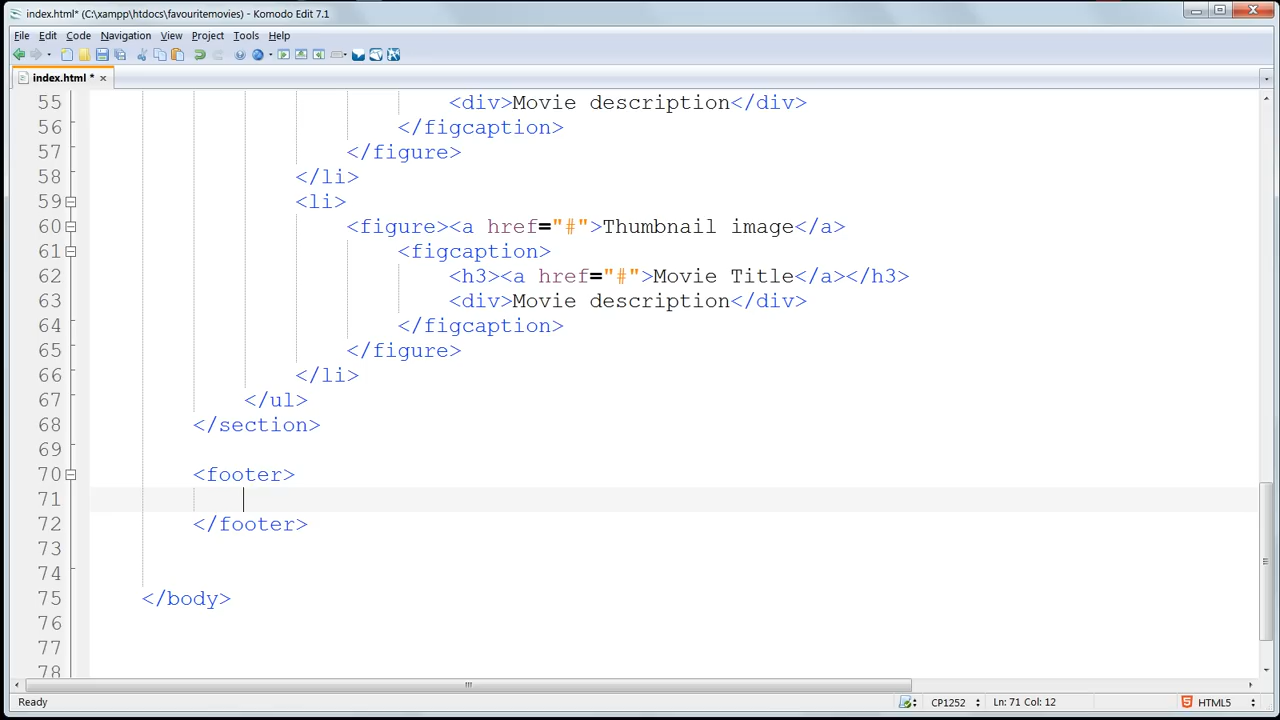 index.html* (C:\xampp\htdocs\favouritemovies) - Komodo Edit 7.1
File Edit Code Navigation View Project Tools Help
index.html *
55 <div>Movie description</div>
56 </figcaption>
57 </figure>
58 </li>
59 <li>
60 <figure><a href="#">Thumbnail image</a>
61 <figcaption>
62 <h3><a href="#">Movie Title</a></h3>
63 <div>Movie description</div>
64 </figcaption>
65 </figure>
66 </li>
67 </ul>
68 </section>
69
70 <footer>
71
72 </footer>
73
74
75 </body>
76
77
78
Ready CP1252 Ln: 71 Col: 12 HTML5